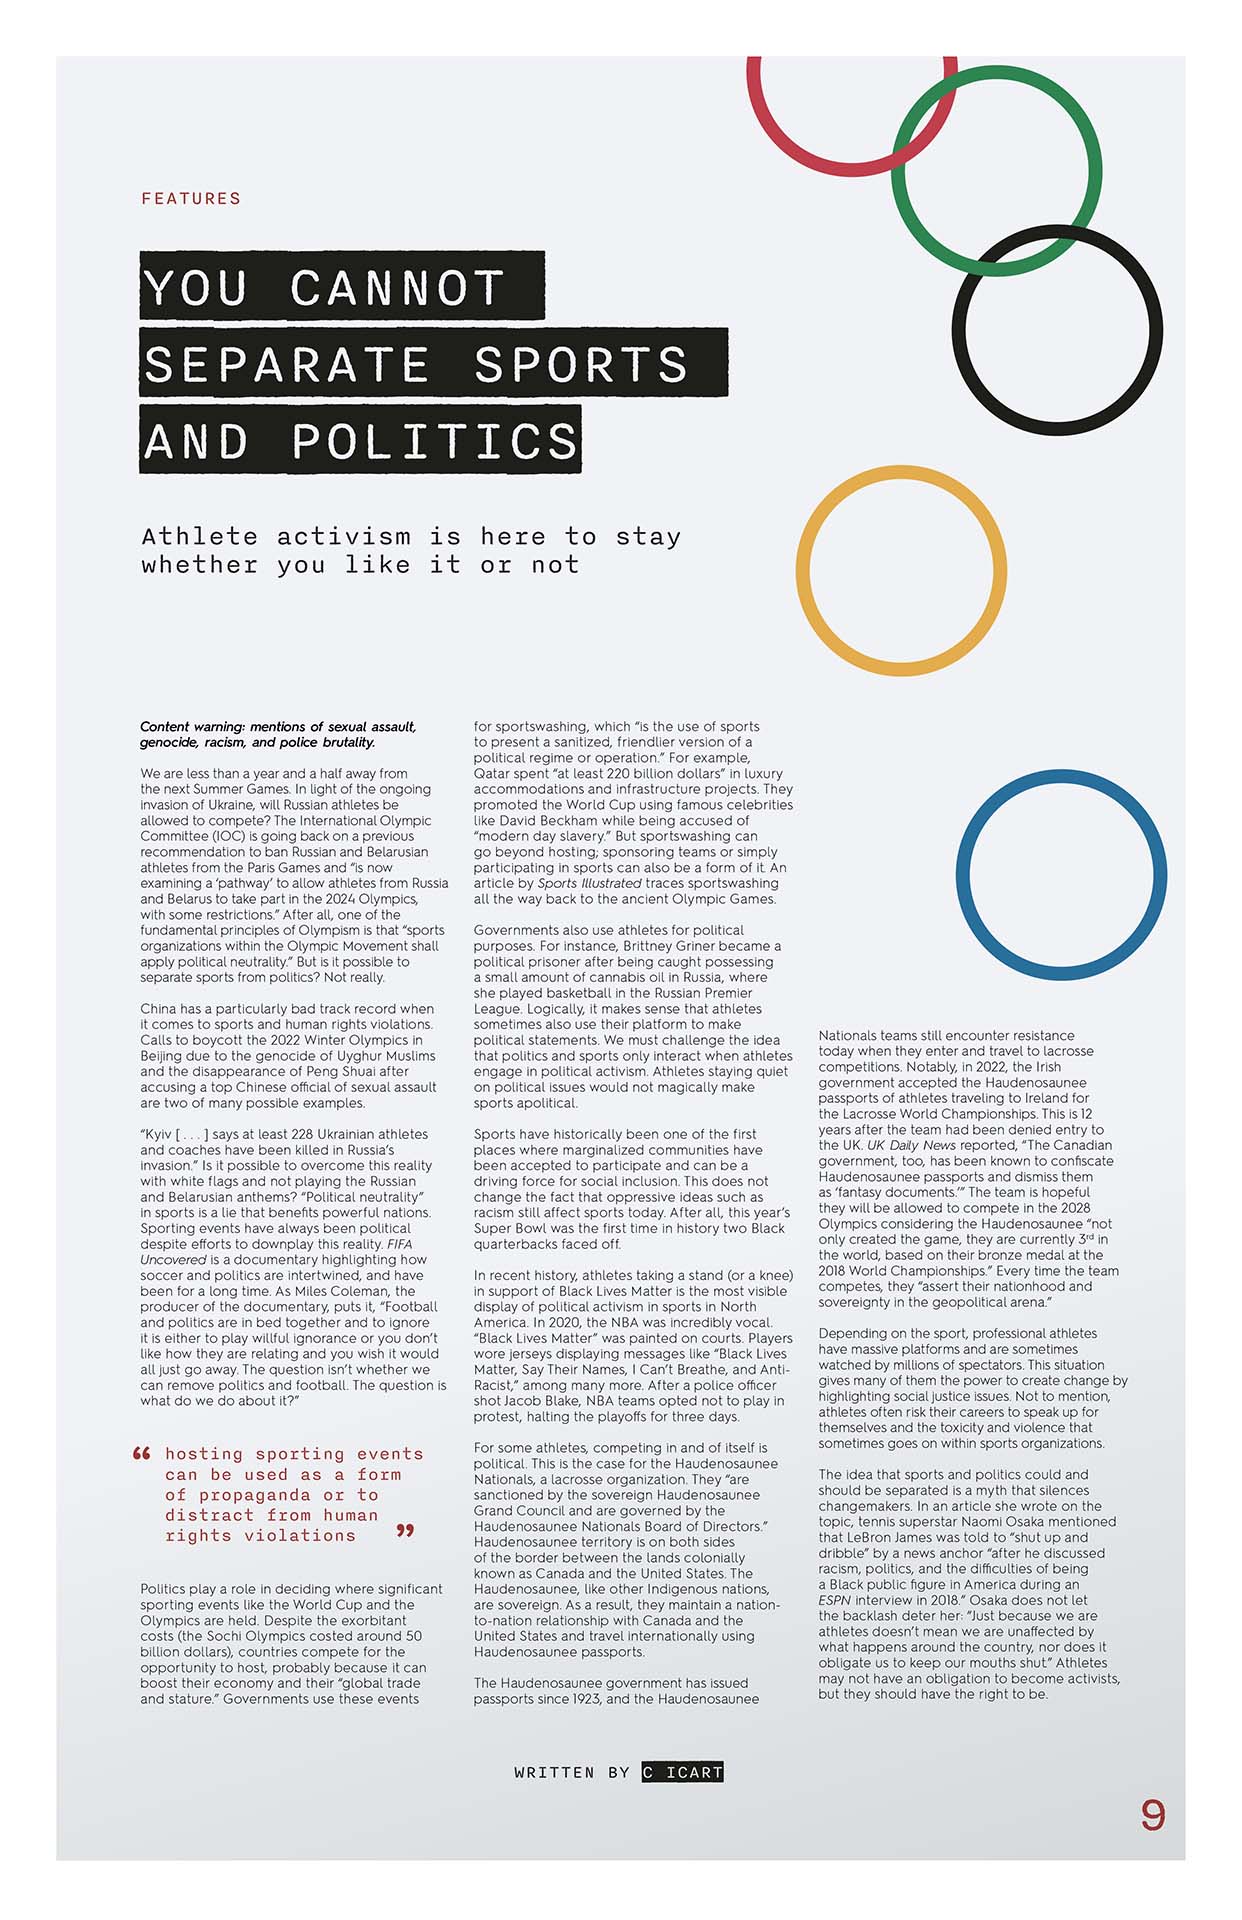 FEATURES
YOU CANNOT
SEPARATE SPORTS
AND POLITICS
Athlete activism is here to stay
whether you like it or not
Content warning: mentions of sexual assault,
genocide, racism, and police brutality.
We are less than a year and a half away from
the next Summer Games. In light of the ongoing
invasion of Ukraine, will Russian athletes be
allowed to compete? The International Olympic
Committee (IOC) is going back on a previous
recommendation to ban Russian and Belarusian
athletes from the Paris Games and “is now
examining a ‘pathway’ to allow athletes from Russia
and Belarus to take part in the 2024 Olympics,
with some restrictions.” After all, one of the
fundamental principles of Olympism is that “sports
organizations within the Olympic Movement shall
apply political neutrality.” But is it possible to
separate sports from politics? Not really.
China has a particularly bad track record when
it comes to sports and human rights violations.
Calls to boycott the 2022 Winter Olympics in
Beijing due to the genocide of Uyghur Muslims
and the disappearance of Peng Shuai after
accusing a top Chinese official of sexual assault
are two of many possible examples.
“Kyiv [ . . . ] says at least 228 Ukrainian athletes
and coaches have been killed in Russia’s
invasion.” Is it possible to overcome this reality
with white flags and not playing the Russian
and Belarusian anthems? “Political neutrality”
in sports is a lie that benefits powerful nations.
Sporting events have always been political
despite efforts to downplay this reality. FIFA
Uncovered is a documentary highlighting how
soccer and politics are intertwined, and have
been for a long time. As Miles Coleman, the
producer of the documentary, puts it, “Football
and politics are in bed together and to ignore
it is either to play willful ignorance or you don’t
like how they are relating and you wish it would
all just go away. The question isn’t whether we
can remove politics and football. The question is
what do we do about it?”
“ hosting sporting events
can be used as a form
of propaganda or to
distract from human
rights violations ”
Politics play a role in deciding where significant
sporting events like the World Cup and the
Olympics are held. Despite the exorbitant
costs (the Sochi Olympics costed around 50
billion dollars), countries compete for the
opportunity to host, probably because it can
boost their economy and their “global trade
and stature.” Governments use these events
for sportswashing, which “is the use of sports
to present a sanitized, friendlier version of a
political regime or operation.” For example,
Qatar spent “at least 220 billion dollars” in luxury
accommodations and infrastructure projects. They
promoted the World Cup using famous celebrities
like David Beckham while being accused of
“modern day slavery.” But sportswashing can
go beyond hosting; sponsoring teams or simply
participating in sports can also be a form of it. An
article by Sports Illustrated traces sportswashing
all the way back to the ancient Olympic Games.
Governments also use athletes for political
purposes. For instance, Brittney Griner became a
political prisoner after being caught possessing
a small amount of cannabis oil in Russia, where
she played basketball in the Russian Premier
League. Logically, it makes sense that athletes
sometimes also use their platform to make
political statements. We must challenge the idea
that politics and sports only interact when athletes
engage in political activism. Athletes staying quiet
on political issues would not magically make
sports apolitical.
Sports have historically been one of the first
places where marginalized communities have
been accepted to participate and can be a
driving force for social inclusion. This does not
change the fact that oppressive ideas such as
racism still affect sports today. After all, this year’s
Super Bowl was the first time in history two Black
quarterbacks faced off.
In recent history, athletes taking a stand (or a knee)
in support of Black Lives Matter is the most visible
display of political activism in sports in North
America. In 2020, the NBA was incredibly vocal.
“Black Lives Matter” was painted on courts. Players
wore jerseys displaying messages like “Black Lives
Matter, Say Their Names, I Can’t Breathe, and Anti-
Racist,” among many more. After a police officer
shot Jacob Blake, NBA teams opted not to play in
protest, halting the playoffs for three days.
For some athletes, competing in and of itself is
political. This is the case for the Haudenosaunee
Nationals, a lacrosse organization. They “are
sanctioned by the sovereign Haudenosaunee
Grand Council and are governed by the
Haudenosaunee Nationals Board of Directors.”
Haudenosaunee territory is on both sides
of the border between the lands colonially
known as Canada and the United States. The
Haudenosaunee, like other Indigenous nations,
are sovereign. As a result, they maintain a nation-
to-nation relationship with Canada and the
United States and travel internationally using
Haudenosaunee passports.
The Haudenosaunee government has issued
passports since 1923, and the Haudenosaunee
Nationals teams still encounter resistance
today when they enter and travel to lacrosse
competitions. Notably, in 2022, the Irish
government accepted the Haudenosaunee
passports of athletes traveling to Ireland for
the Lacrosse World Championships. This is 12
years after the team had been denied entry to
the UK. UK Daily News reported, “The Canadian
government, too, has been known to confiscate
Haudenosaunee passports and dismiss them
as ‘fantasy documents.’” The team is hopeful
they will be allowed to compete in the 2028
Olympics considering the Haudenosaunee “not
only created the game, they are currently 3rd in
the world, based on their bronze medal at the
2018 World Championships.” Every time the team
competes, they “assert their nationhood and
sovereignty in the geopolitical arena.”
Depending on the sport, professional athletes
have massive platforms and are sometimes
watched by millions of spectators. This situation
gives many of them the power to create change by
highlighting social justice issues. Not to mention,
athletes often risk their careers to speak up for
themselves and the toxicity and violence that
sometimes goes on within sports organizations.
The idea that sports and politics could and
should be separated is a myth that silences
changemakers. In an article she wrote on the
topic, tennis superstar Naomi Osaka mentioned
that LeBron James was told to “shut up and
dribble” by a news anchor “after he discussed
racism, politics, and the difficulties of being
a Black public figure in America during an
ESPN interview in 2018.” Osaka does not let
the backlash deter her: “Just because we are
athletes doesn’t mean we are unaffected by
what happens around the country, nor does it
obligate us to keep our mouths shut.” Athletes
may not have an obligation to become activists,
but they should have the right to be.
WRITTEN BY C ICART
9